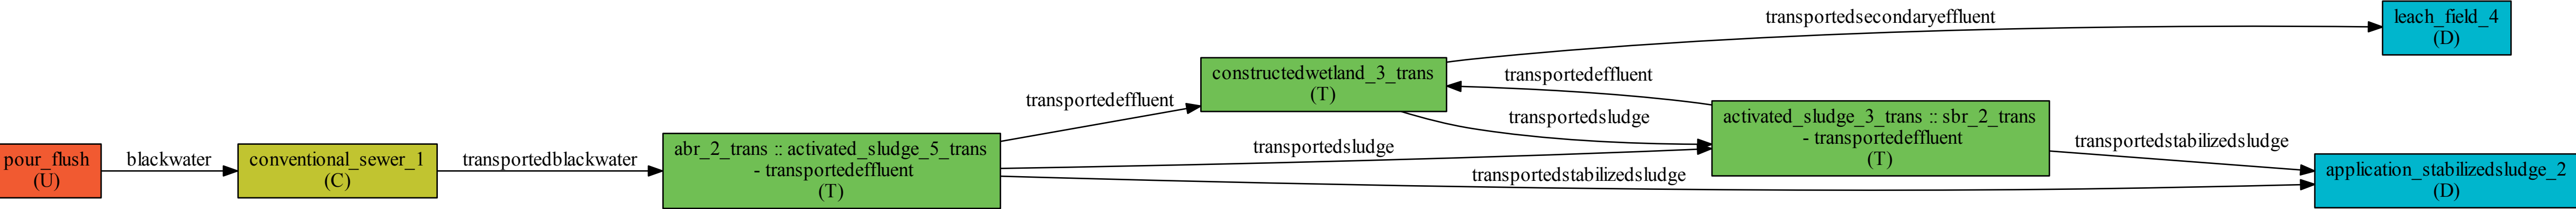 pour_flush
(U)
blackwater
conventional_sewer_1
(C)
transportedblackwater
abr_2_trans :: activated_sludge_5_trans
- transportedeffluent
(T)
transportedeffluent
transportedsludge
transportedstabilizedsludge
constructedwetland_3_trans
(T)
transportedsecondaryeffluent
transportedeffluent
transportedsludge
activated_sludge_3_trans :: sbr_2_trans
- transportedeffluent
(T)
transportedstabilizedsludge
leach_field_4
(D)
application_stabilizedsludge_2
(D)